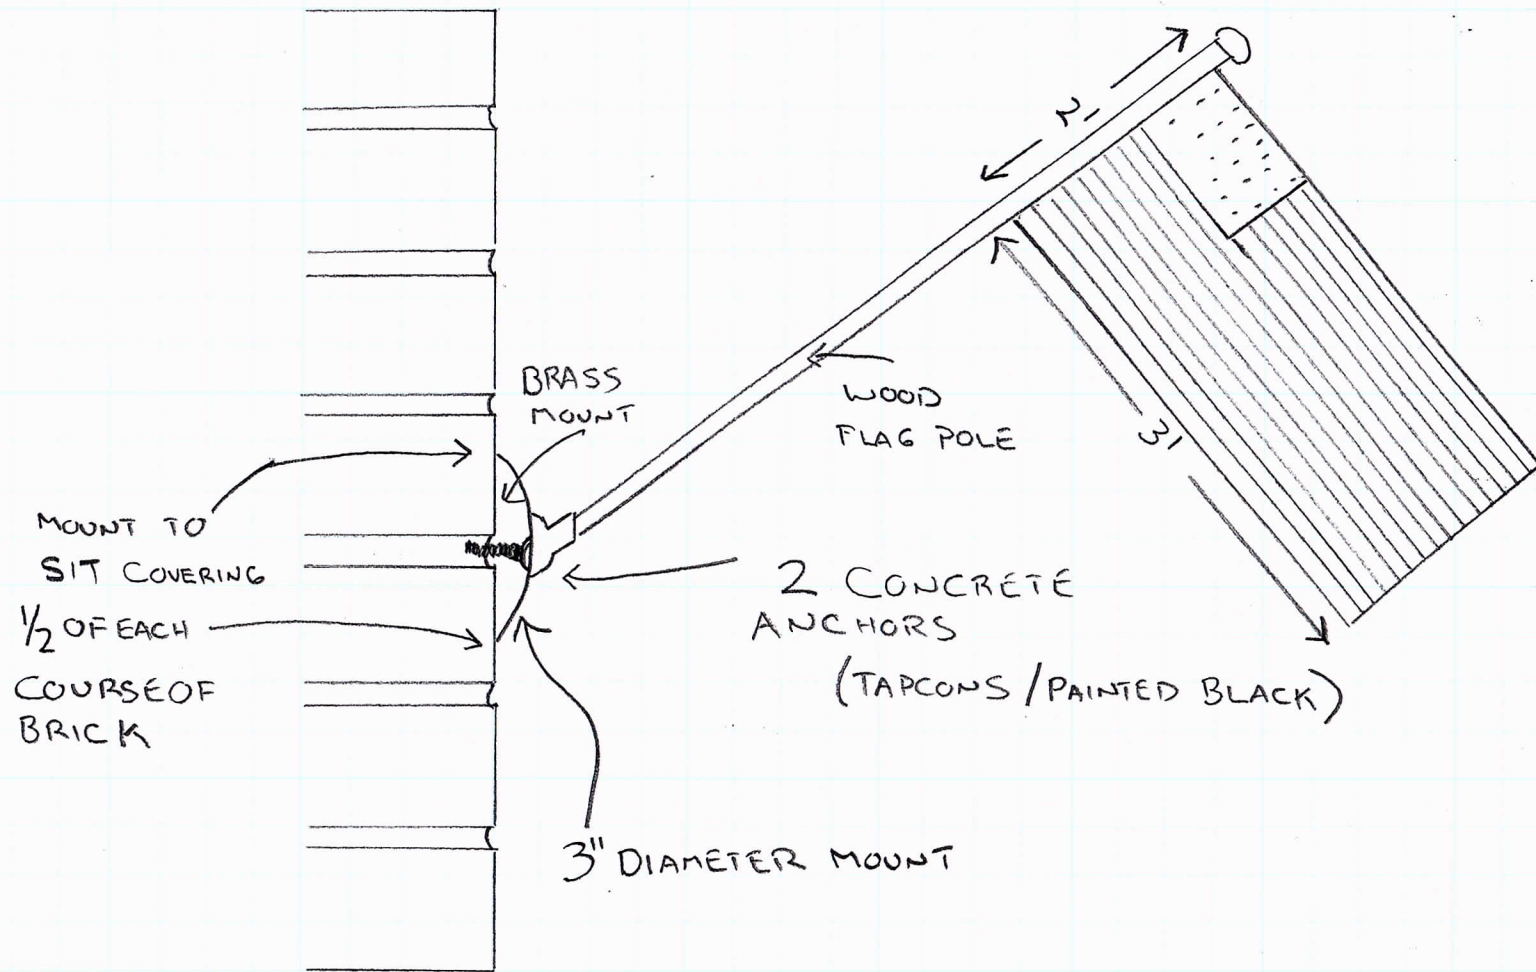 2'
BRASS
MOUNT
WOOD
FLAG POLE
3'
MOUNT TO
SIT COVERING
1/2 OF EACH
COURSE OF
BRICK
2 CONCRETE
ANCHORS
(TAPCONS / PAINTED BLACK)
3" DIAMETER MOUNT